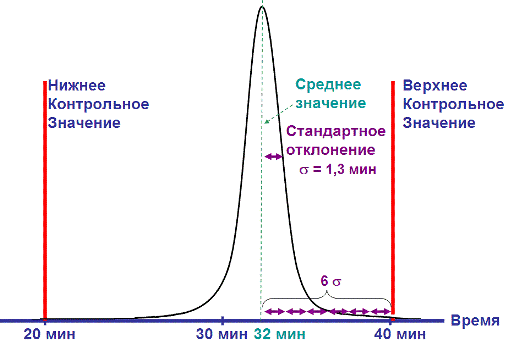 Нижнее
Контрольное
Значение
Среднее
значение
Стандартное
отклонение
σ = 1,3 мин
Верхнее
Контрольное
Значение
6 σ
Время
20 мин
30 мин
32 мин
40 мин